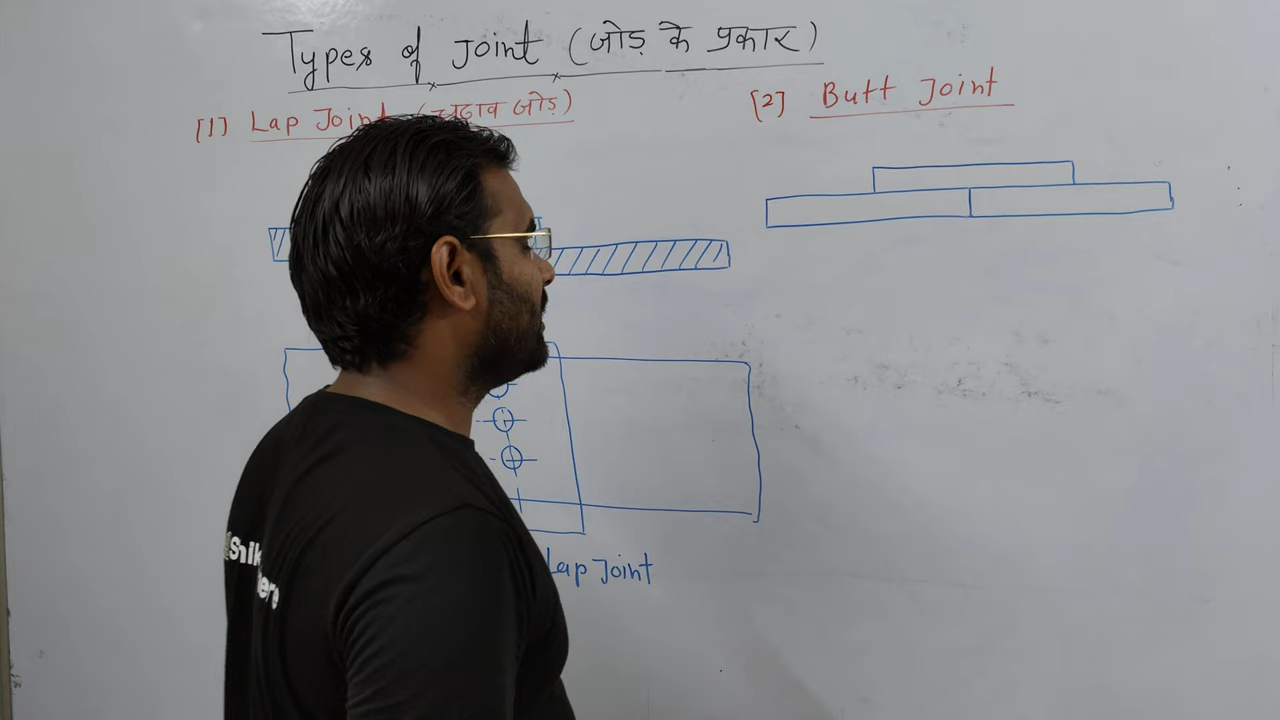 Types of Joint (जोड़ के प्रकार)
[1] Lap Joint (चढ़ाव जोड़)
[2] Butt Joint
Lap Joint